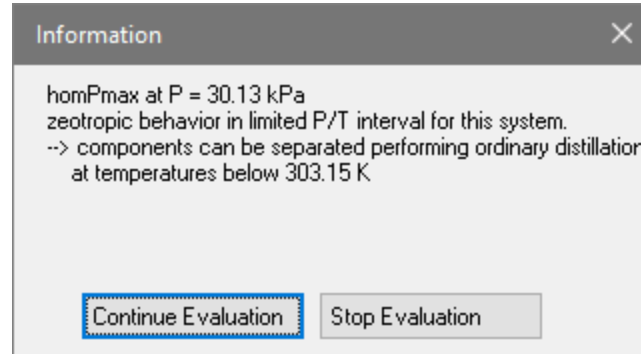 Information
homPmax at P = 30.13 kPa
zeotropic behavior in limited P/T interval for this system.
--> components can be separated performing ordinary distillation
at temperatures below 303.15 K
Continue Evaluation Stop Evaluation